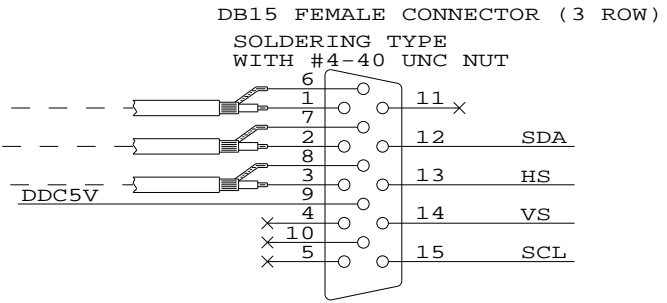 DB15 FEMALE CONNECTOR (3 ROW)
SOLDERING TYPE
WITH #4-40 UNC NUT
6
1
11
7
2
12
SDA
8
3
13
HS
DDC5V
9
4
14
VS
10
5
15
SCL